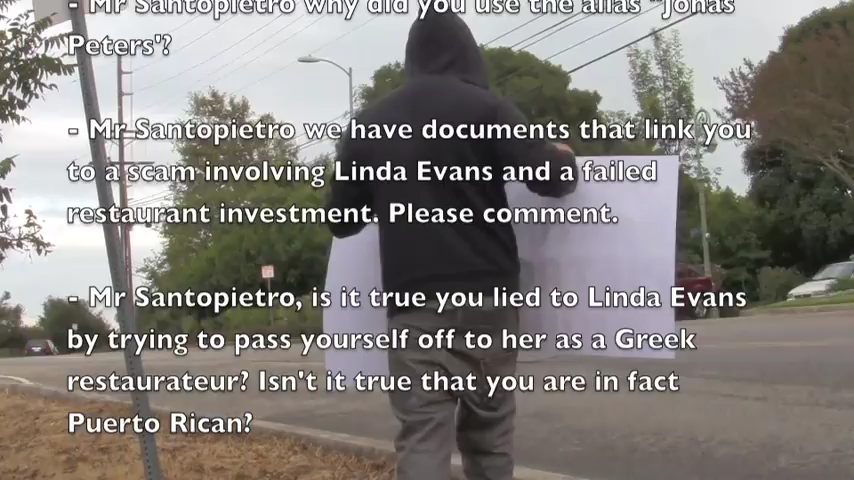 - Mr Santopietro why did you use the alias "Jonas
Peters'?
- Mr Santopietro we have documents that link you
to a scam involving Linda Evans and a failed
restaurant investment. Please comment.
- Mr Santopietro, is it true you lied to Linda Evans
by trying to pass yourself off to her as a Greek
restaurateur? Isn't it true that you are in fact
Puerto Rican?